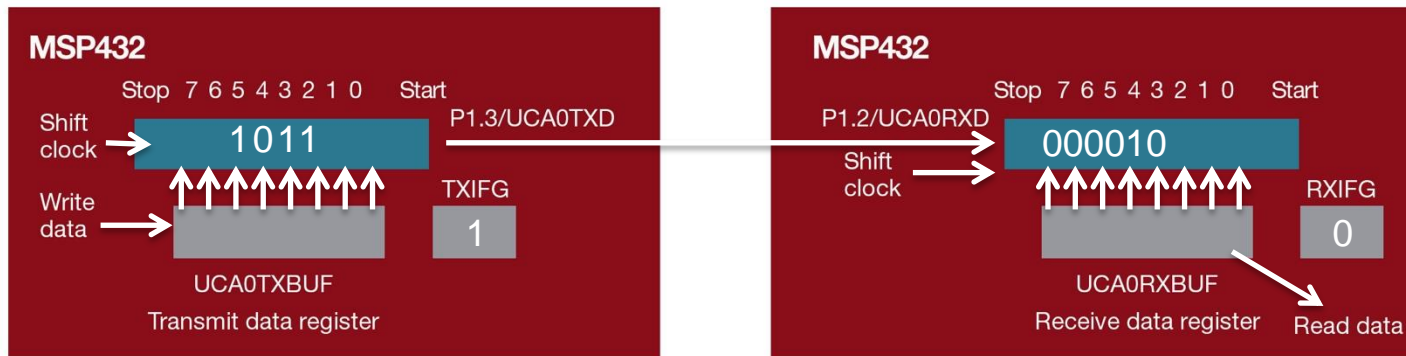 MSP432
Stop 7 6 5 4 3 2 1 0 Start
Shift
clock
1011
P1.3/UCA0TXD
Write
data
TXIFG
1
UCA0TXBUF
Transmit data register
MSP432
Stop 7 6 5 4 3 2 1 0 Start
P1.2/UCA0RXD
000010
Shift
clock
RXIFG
0
UCA0RXBUF
Receive data register
Read data